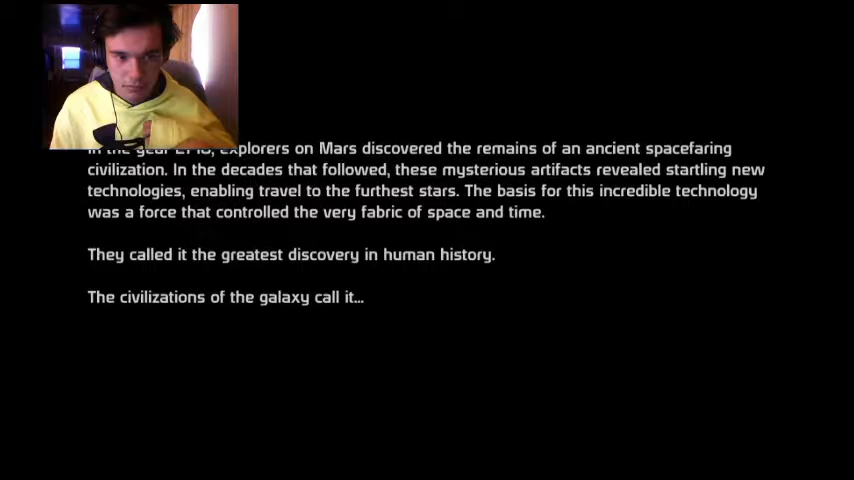 In the year explorers on Mars discovered the remains of an ancient spacefaring
civilization. In the decades that followed, these mysterious artifacts revealed startling new
technologies, enabling travel to the furthest stars. The basis for this incredible technology
was a force that controlled the very fabric of space and time.
They called it the greatest discovery in human history.
The civilizations of the galaxy call it...